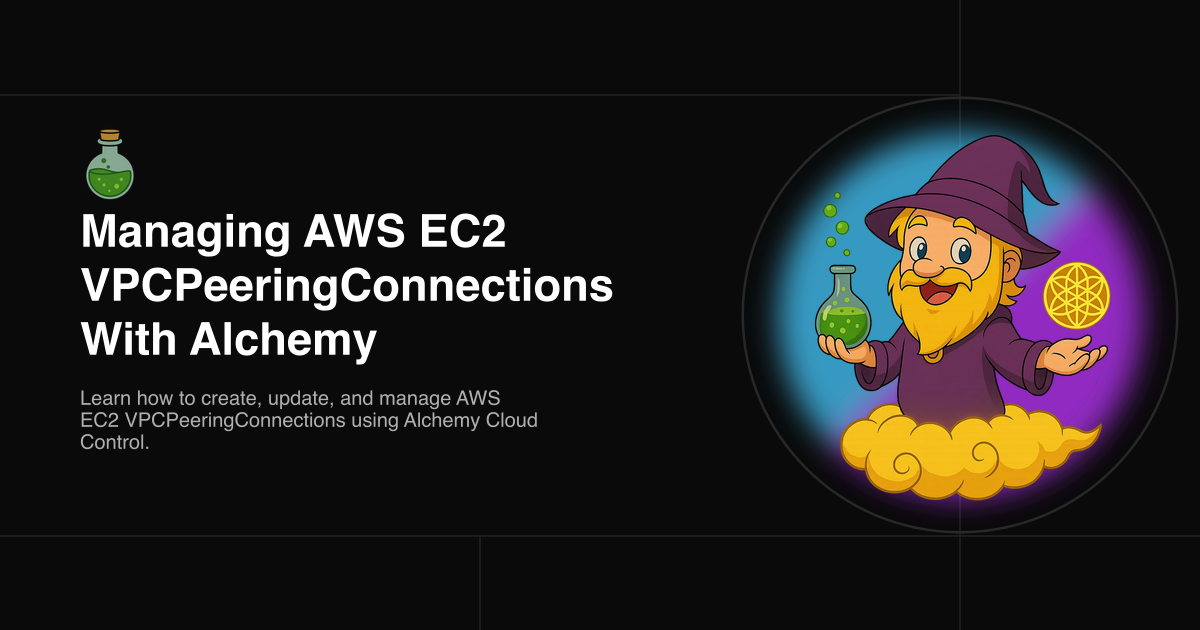 Managing AWS EC2
VPCPeeringConnections
With Alchemy
Learn how to create, update, and manage AWS
EC2 VPCPeeringConnections using Alchemy Cloud
Control.